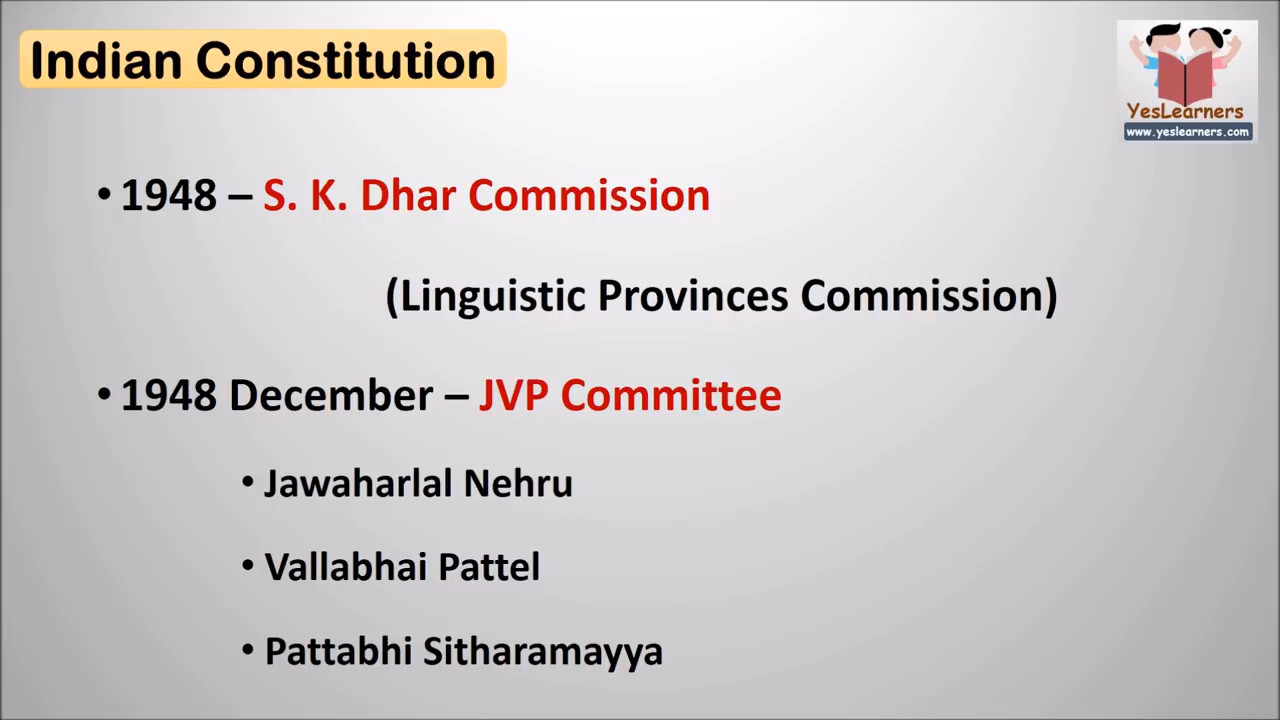 Indian Constitution
YesLearners
www.yeslearners.com
• 1948 – S. K. Dhar Commission
(Linguistic Provinces Commission)
• 1948 December – JVP Committee
• Jawaharlal Nehru
• Vallabhai Pattel
• Pattabhi Sitharamayya